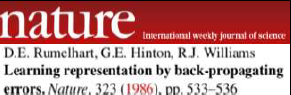 nature
International weekly journal of science
D.E. Rumelhart, G.E. Hinton, R.J. Williams
Learning representation by back-propagating
errors, Nature, 323 (1986), pp. 533–536